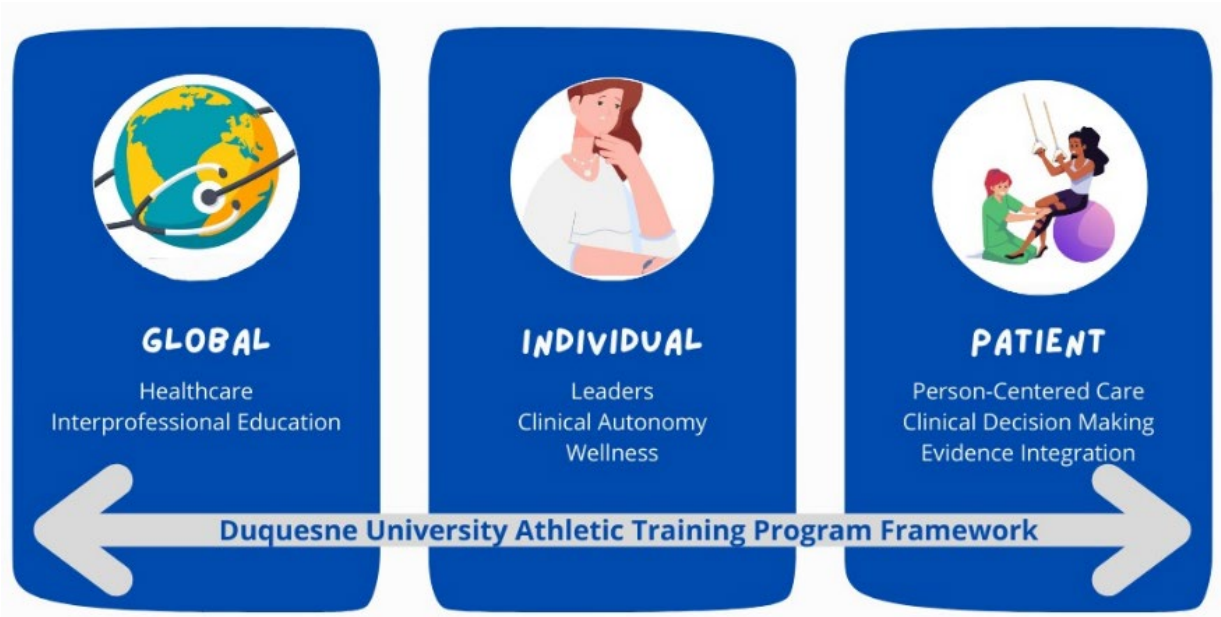 GLOBAL
Healthcare
Interprofessional Education
INDIVIDUAL
Leaders
Clinical Autonomy
Wellness
PATIENT
Person-Centered Care
Clinical Decision Making
Evidence Integration
Duquesne University Athletic Training Program Framework